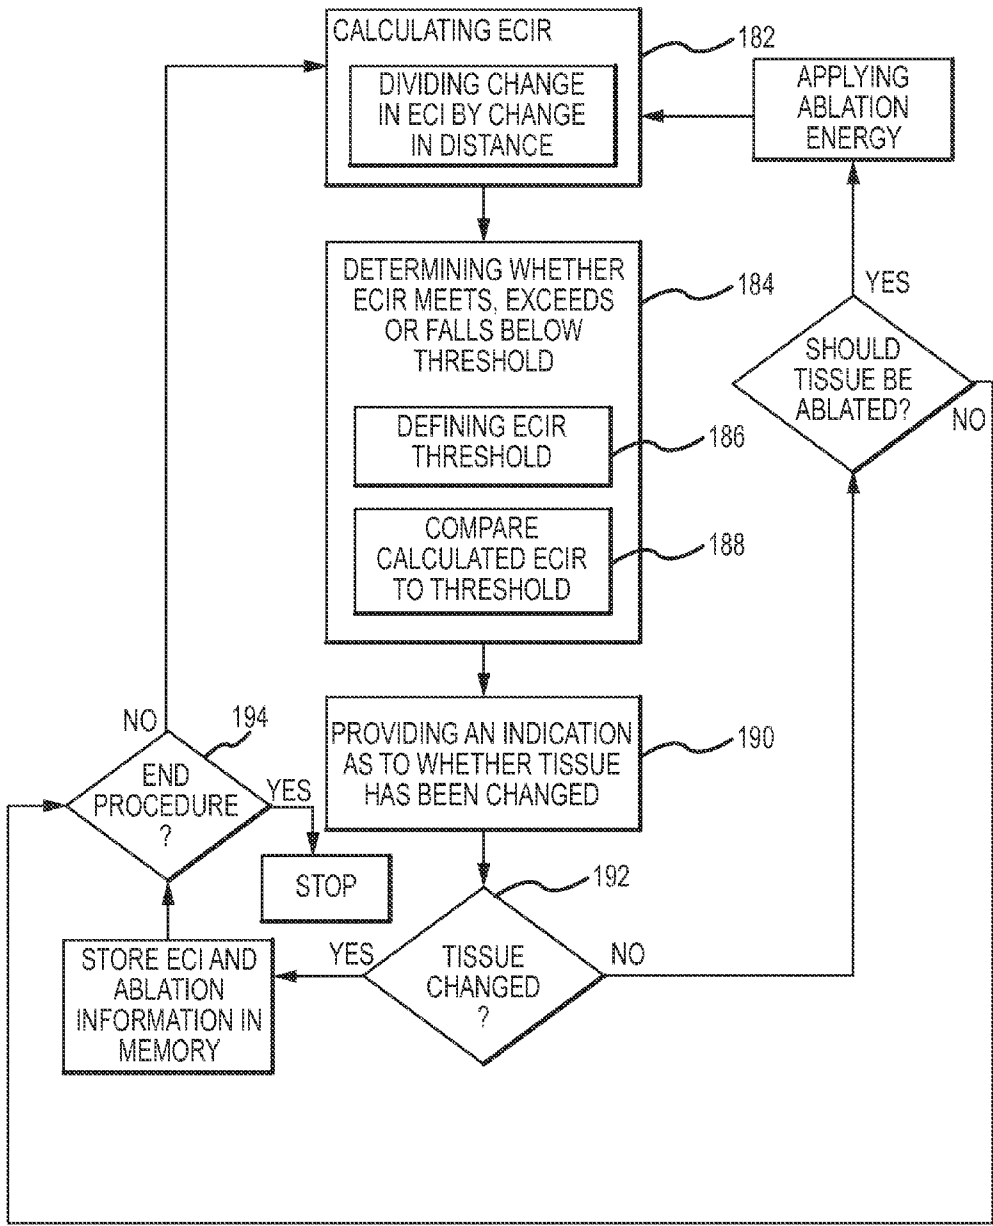 CALCULATING ECIR
182
DIVIDING CHANGE
IN ECI BY CHANGE
IN DISTANCE
APPLYING
ABLATION
ENERGY
DETERMINING WHETHER
ECIR MEETS, EXCEEDS
OR FALLS BELOW
THRESHOLD
184
DEFINING ECIR
THRESHOLD
186
COMPARE
CALCULATED ECIR
TO THRESHOLD
188
YES
SHOULD
TISSUE BE
ABLATED?
NO
PROVIDING AN INDICATION
AS TO WHETHER TISSUE
HAS BEEN CHANGED
190
NO
194
END
PROCEDURE
?
YES
STOP
192
TISSUE
CHANGED
?
YES
NO
STORE ECI AND
ABLATION
INFORMATION IN
MEMORY